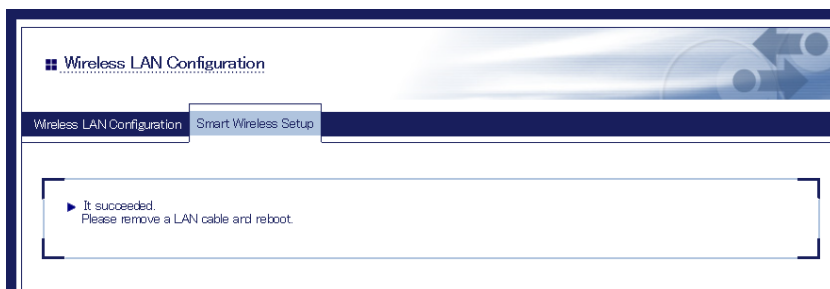 Wireless LAN Configuration
Wireless LAN Configuration Smart Wireless Setup
It succeeded.
Please remove a LAN cable and reboot.